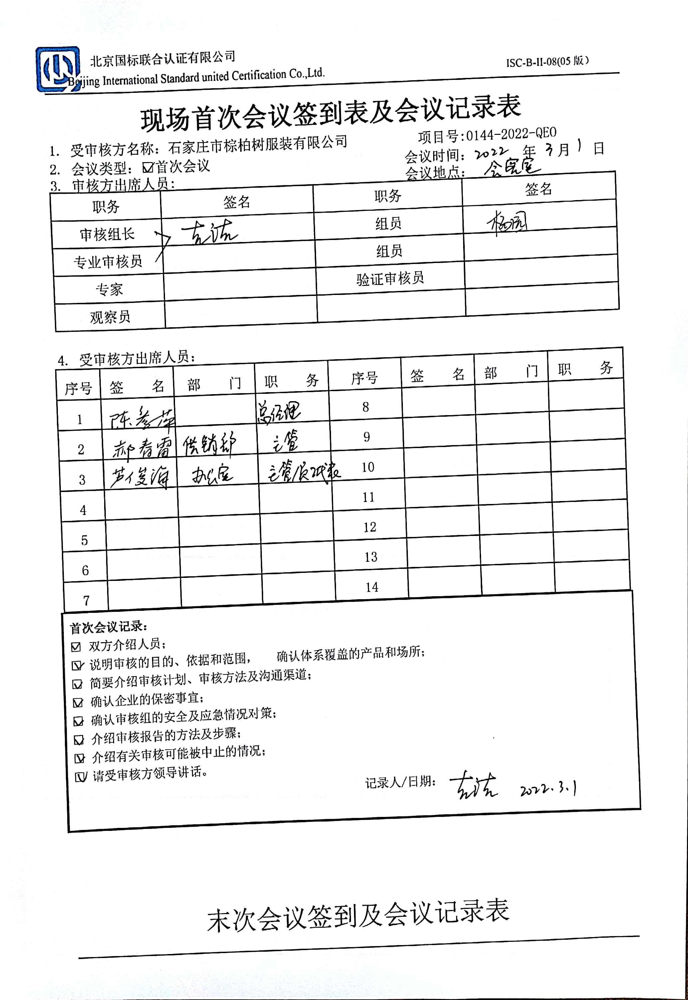 北京国标联合认证有限公司
ISC-B-II-08(05 版)
Beijing International Standard united Certification Co.,Ltd.
现场首次会议签到表及会议记录表
项目号:0144-2022-QEO
1. 受审核方名称：石家庄市棕柏树服装有限公司
会议时间：2022 年 3 月 1 日
2. 会议类型：☑首次会议
会议地点：会客室
3. 审核方出席人员：
职务 签名 职务 签名
审核组长 组员 杨园
专业审核员 组员
专家 验证审核员
观察员
4. 受审核方出席人员：
序号 签 名 部 门 职 务 序号 签 名 部 门 职 务
1 总经理 8
2 郝春雷 供销部 主管 9
3 芦俊海 办公室 主管 10
4 11
5 12
6 13
7 14
首次会议记录：
☑ 双方介绍人员；
☑ 说明审核的目的、依据和范围， 确认体系覆盖的产品和场所；
☑ 简要介绍审核计划、审核方法及沟通渠道；
☑ 确认企业的保密事宜；
☑ 确认审核组的安全及应急情况对策；
☑ 介绍审核报告的方法及步骤；
☑ 介绍有关审核可能被中止的情况；
☑ 请受审核方领导讲话。
记录人/日期： 2022.3.1
末次会议签到及会议记录表